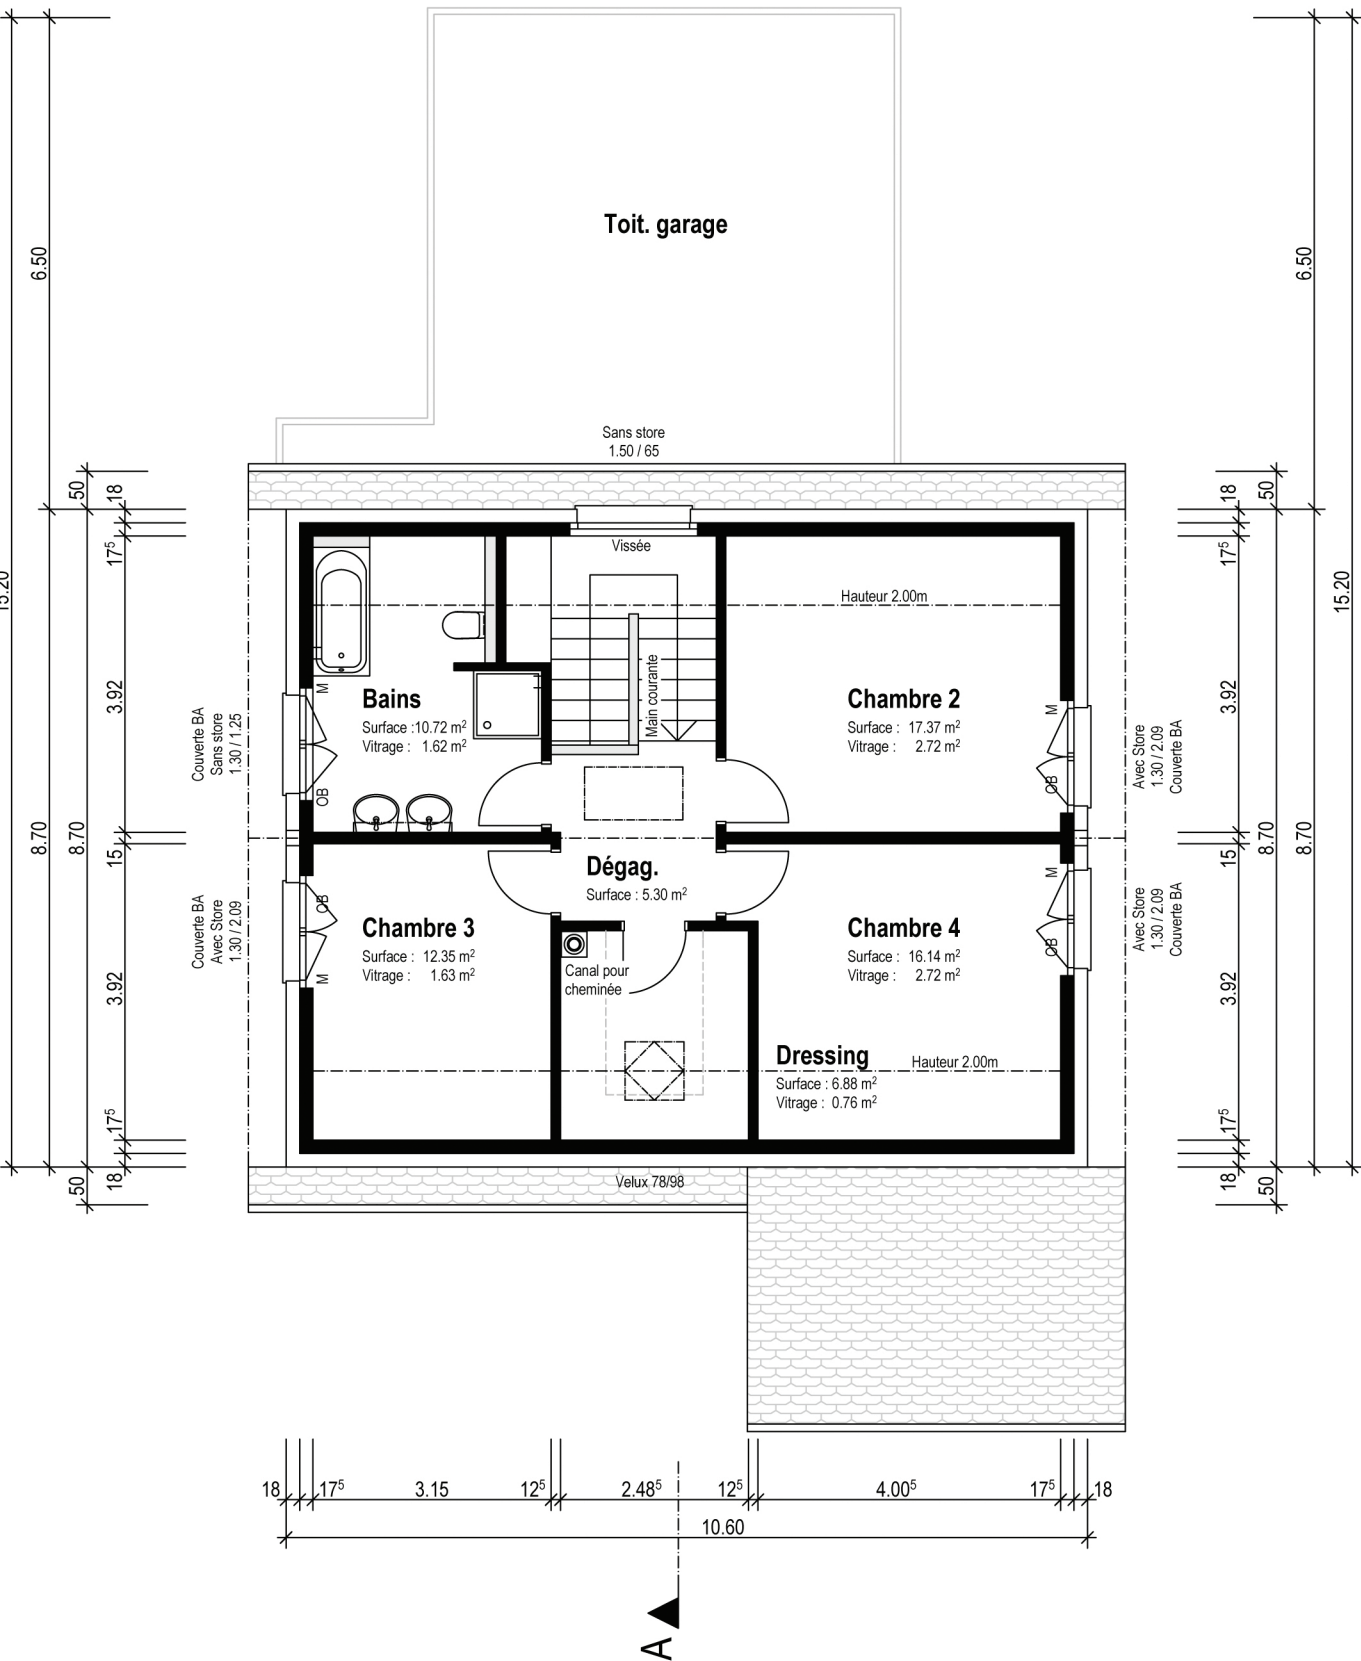 Toit. garage
6.50
6.50
Sans store
1.50 / 65
50
18
17⁵
3.92
15
3.92
17⁵
18
50
8.70
8.70
15.20
18
50
17⁵
3.92
15
3.92
17⁵
18
50
8.70
8.70
15.20
Vissée
Hauteur 2.00m
Main courante
M
OB
Bains
Surface :10.72 m²
Vitrage : 1.62 m²
Chambre 2
Surface : 17.37 m²
Vitrage : 2.72 m²
M
OB
Couverte BA
Sans store
1.30 / 1.25
Avec Store
1.30 / 2.09
Couverte BA
Dégag.
Surface : 5.30 m²
Couverte BA
Avec Store
1.30 / 2.09
OB
M
Chambre 3
Surface : 12.35 m²
Vitrage : 1.63 m²
Canal pour
cheminée
Chambre 4
Surface : 16.14 m²
Vitrage : 2.72 m²
M
OB
Avec Store
1.30 / 2.09
Couverte BA
Dressing
Surface : 6.88 m²
Vitrage : 0.76 m²
Hauteur 2.00m
Velux 78/98
18 17⁵ 3.15 12⁵ 2.48⁵ 12⁵ 4.00⁵ 17⁵ 18
10.60
A